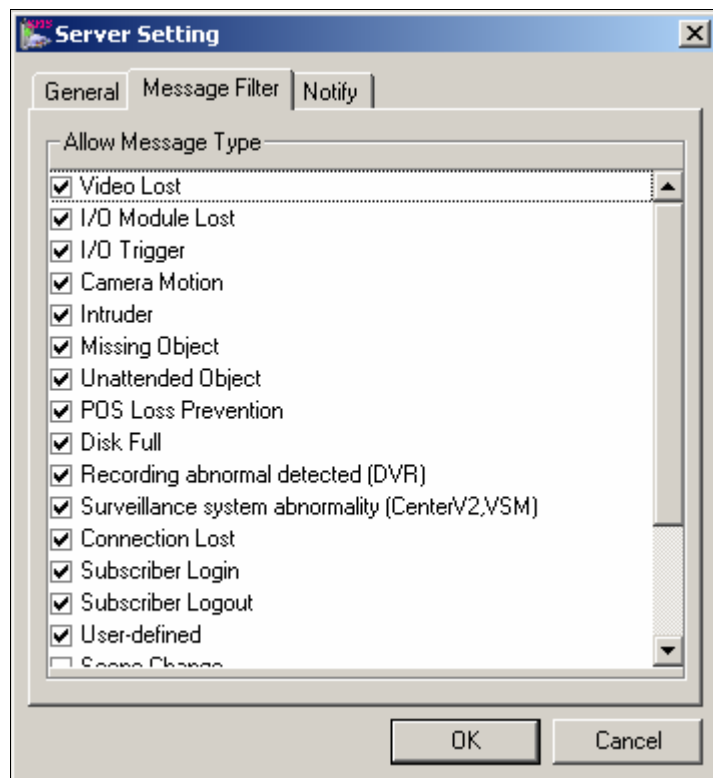 Server Setting
General
Message Filter
Notify
Allow Message Type
Video Lost
I/O Module Lost
I/O Trigger
Camera Motion
Intruder
Missing Object
Unattended Object
POS Loss Prevention
Disk Full
Recording abnormal detected (DVR)
Surveillance system abnormality (CenterV2,VSM)
Connection Lost
Subscriber Login
Subscriber Logout
User-defined
Scene Change
OK
Cancel